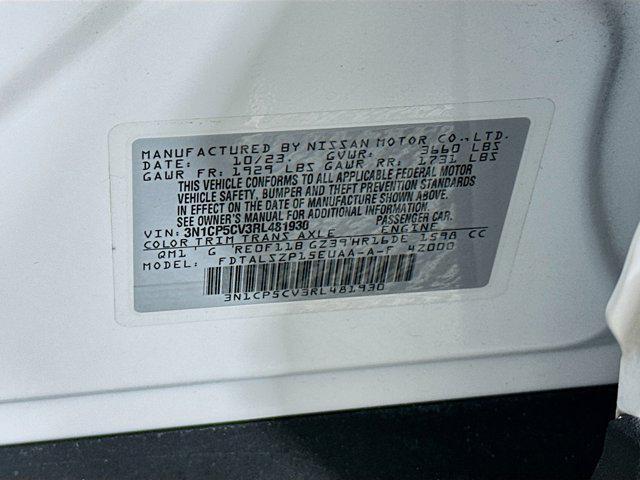 MANUFACTURED BY NISSAN MOTOR CO.,LTD.
DATE: 10/23. GVWR: 3660 LBS
GAWR FR: 1929 LBS GAWR RR: 1731 LBS
THIS VEHICLE CONFORMS TO ALL APPLICABLE FEDERAL MOTOR
VEHICLE SAFETY, BUMPER AND THEFT PREVENTION STANDARDS
IN EFFECT ON THE DATE OF MANUFACTURE SHOWN ABOVE.
SEE OWNER'S MANUAL FOR ADDITIONAL INFORMATION.
VIN: 3N1CP5CV3RL481930 PASSENGER CAR.
COLOR TRIM TRANS AXLE ENGINE
QM1 G RE0F11B GZ39 HR16DE 1598 CC
MODEL: FDTALSZP15EUAA-A-F 4Z000
3N1CP5CV3RL481930